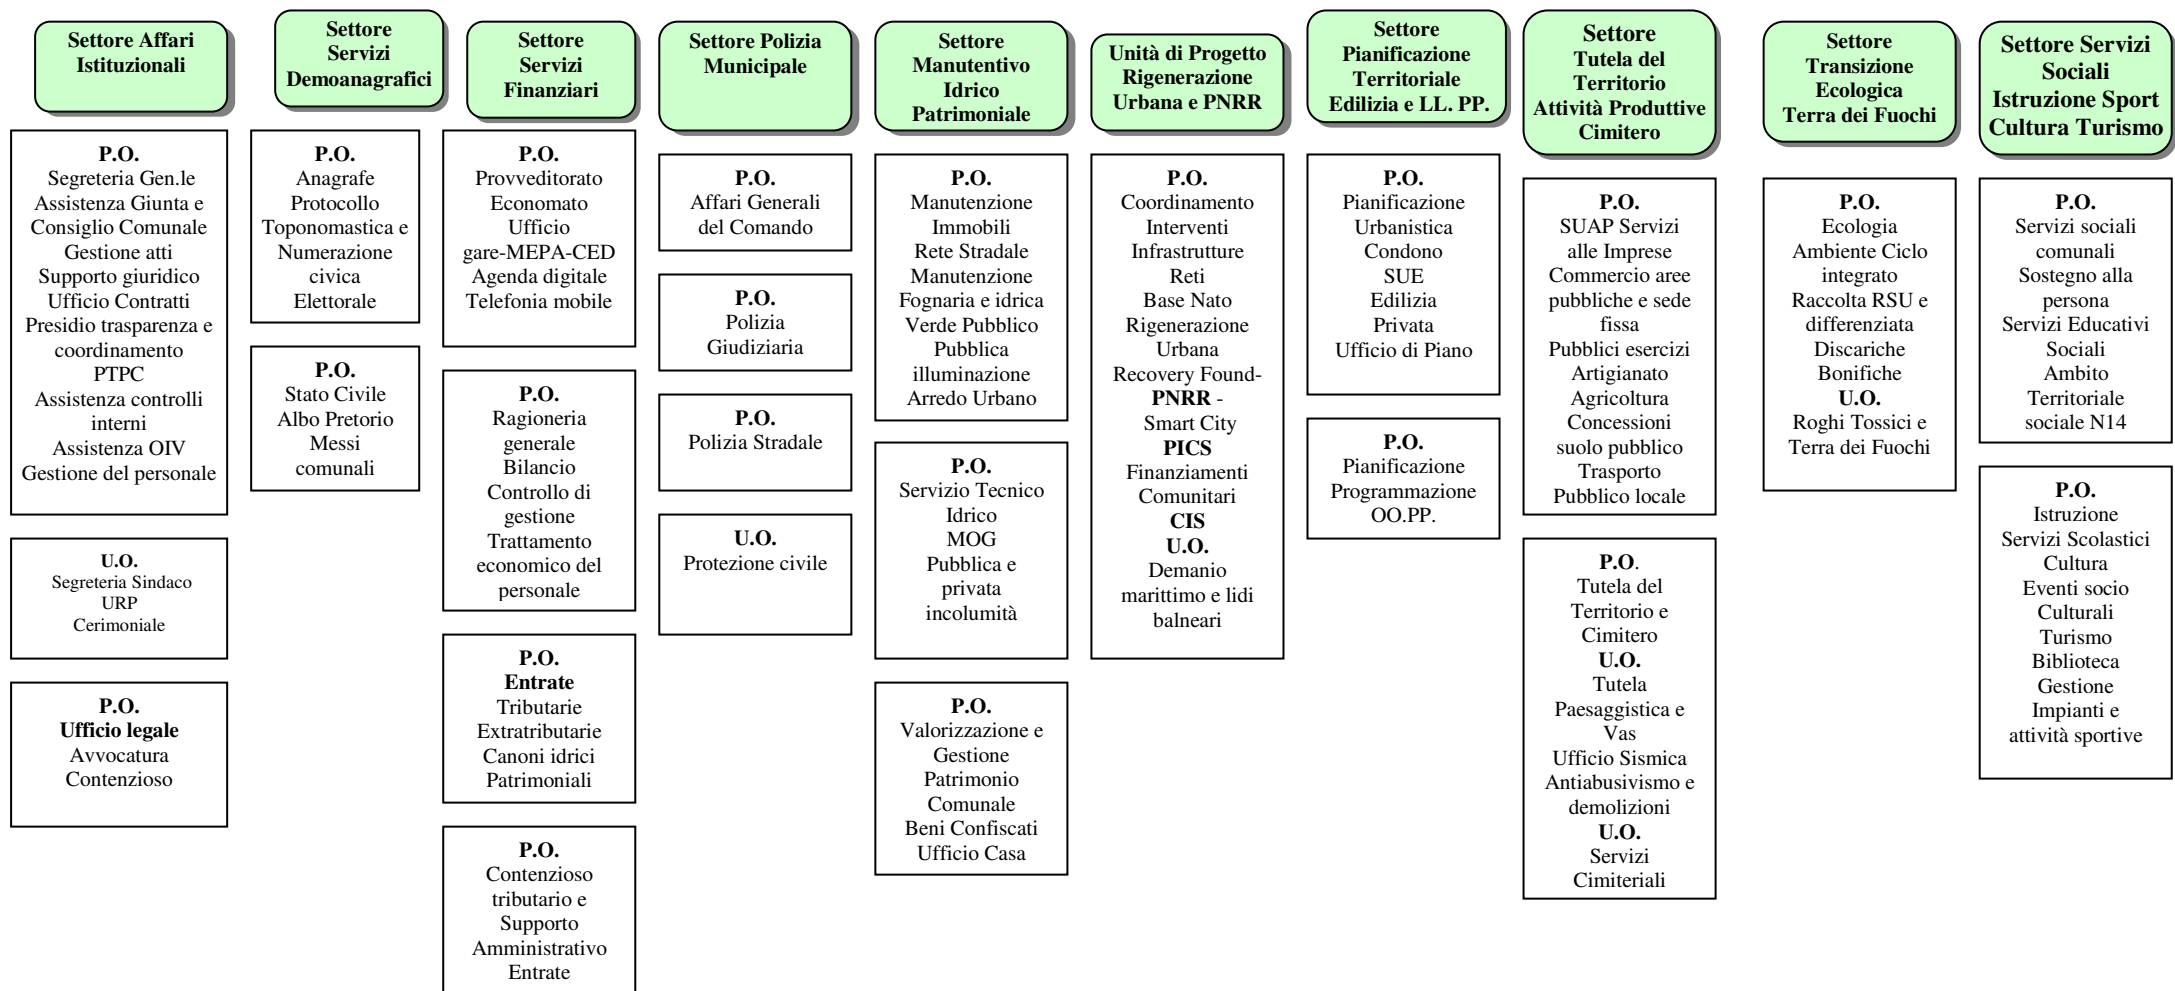 Settore Affari
Istituzionali
P.O.
Segreteria Gen.le
Assistenza Giunta e
Consiglio Comunale
Gestione atti
Supporto giuridico
Ufficio Contratti
Presidio trasparenza e
coordinamento
PTPC
Assistenza controlli
interni
Assistenza OIV
Gestione del personale
U.O.
Segreteria Sindaco
URP
Cerimoniale
P.O.
Ufficio legale
Avvocatura
Contenzioso
Settore
Servizi
Demoanagrafici
P.O.
Anagrafe
Protocollo
Toponomastica e
Numerazione
civica
Elettorale
P.O.
Stato Civile
Albo Pretorio
Messi
comunali
Settore
Servizi
Finanziari
P.O.
Provveditorato
Economato
Ufficio
gare-MEPA-CED
Agenda digitale
Telefonia mobile
P.O.
Ragioneria
generale
Bilancio
Controllo di
gestione
Trattamento
economico del
personale
P.O.
Entrate
Tributarie
Extratributarie
Canoni idrici
Patrimoniali
P.O.
Contenzioso
tributario e
Supporto
Amministrativo
Entrate
Settore Polizia
Municipale
P.O.
Affari Generali
del Comando
P.O.
Polizia
Giudiziaria
P.O.
Polizia Stradale
U.O.
Protezione civile
Settore
Manutentivo
Idrico
Patrimoniale
P.O.
Manutenzione
Immobili
Rete Stradale
Manutenzione
Fognaria e idrica
Verde Pubblico
Pubblica
illuminazione
Arredo Urbano
P.O.
Servizio Tecnico
Idrico
MOG
Pubblica e
privata
incolumità
P.O.
Valorizzazione e
Gestione
Patrimonio
Comunale
Beni Confiscati
Ufficio Casa
Unità di Progetto
Rigenerazione
Urbana e PNRR
P.O.
Coordinamento
Interventi
Infrastrutture
Reti
Base Nato
Rigenerazione
Urbana
Recovery Found-
PNRR -
Smart City
PICS
Finanziamenti
Comunitari
CIS
U.O.
Demanio
marittimo e lidi
balneari
Settore
Pianificazione
Territoriale
Edilizia e LL. PP.
P.O.
Pianificazione
Urbanistica
Condono
SUE
Edilizia
Privata
Ufficio di Piano
P.O.
Pianificazione
Programmazione
OO.PP.
Settore
Tutela del
Territorio
Attività Produttive
Cimitero
P.O.
SUAP Servizi
alle Imprese
Commercio aree
pubbliche e sede
fissa
Pubblici esercizi
Artigianato
Agricoltura
Concessioni
suolo pubblico
Trasporto
Pubblico locale
P.O.
Tutela del
Territorio e
Cimitero
U.O.
Tutela
Paesaggistica e
Vas
Ufficio Sismica
Antiabusivismo e
demolizioni
U.O.
Servizi
Cimiteriali
Settore
Transizione
Ecologica
Terra dei Fuochi
P.O.
Ecologia
Ambiente Ciclo
integrato
Raccolta RSU e
differenziata
Discariche
Bonifiche
U.O.
Roghi Tossici e
Terra dei Fuochi
Settore Servizi
Sociali
Istruzione Sport
Cultura Turismo
P.O.
Servizi sociali
comunali
Sostegno alla
persona
Servizi Educativi
Sociali
Ambito
Territoriale
sociale N14
P.O.
Istruzione
Servizi Scolastici
Cultura
Eventi socio
Culturali
Turismo
Biblioteca
Gestione
Impianti e
attività sportive